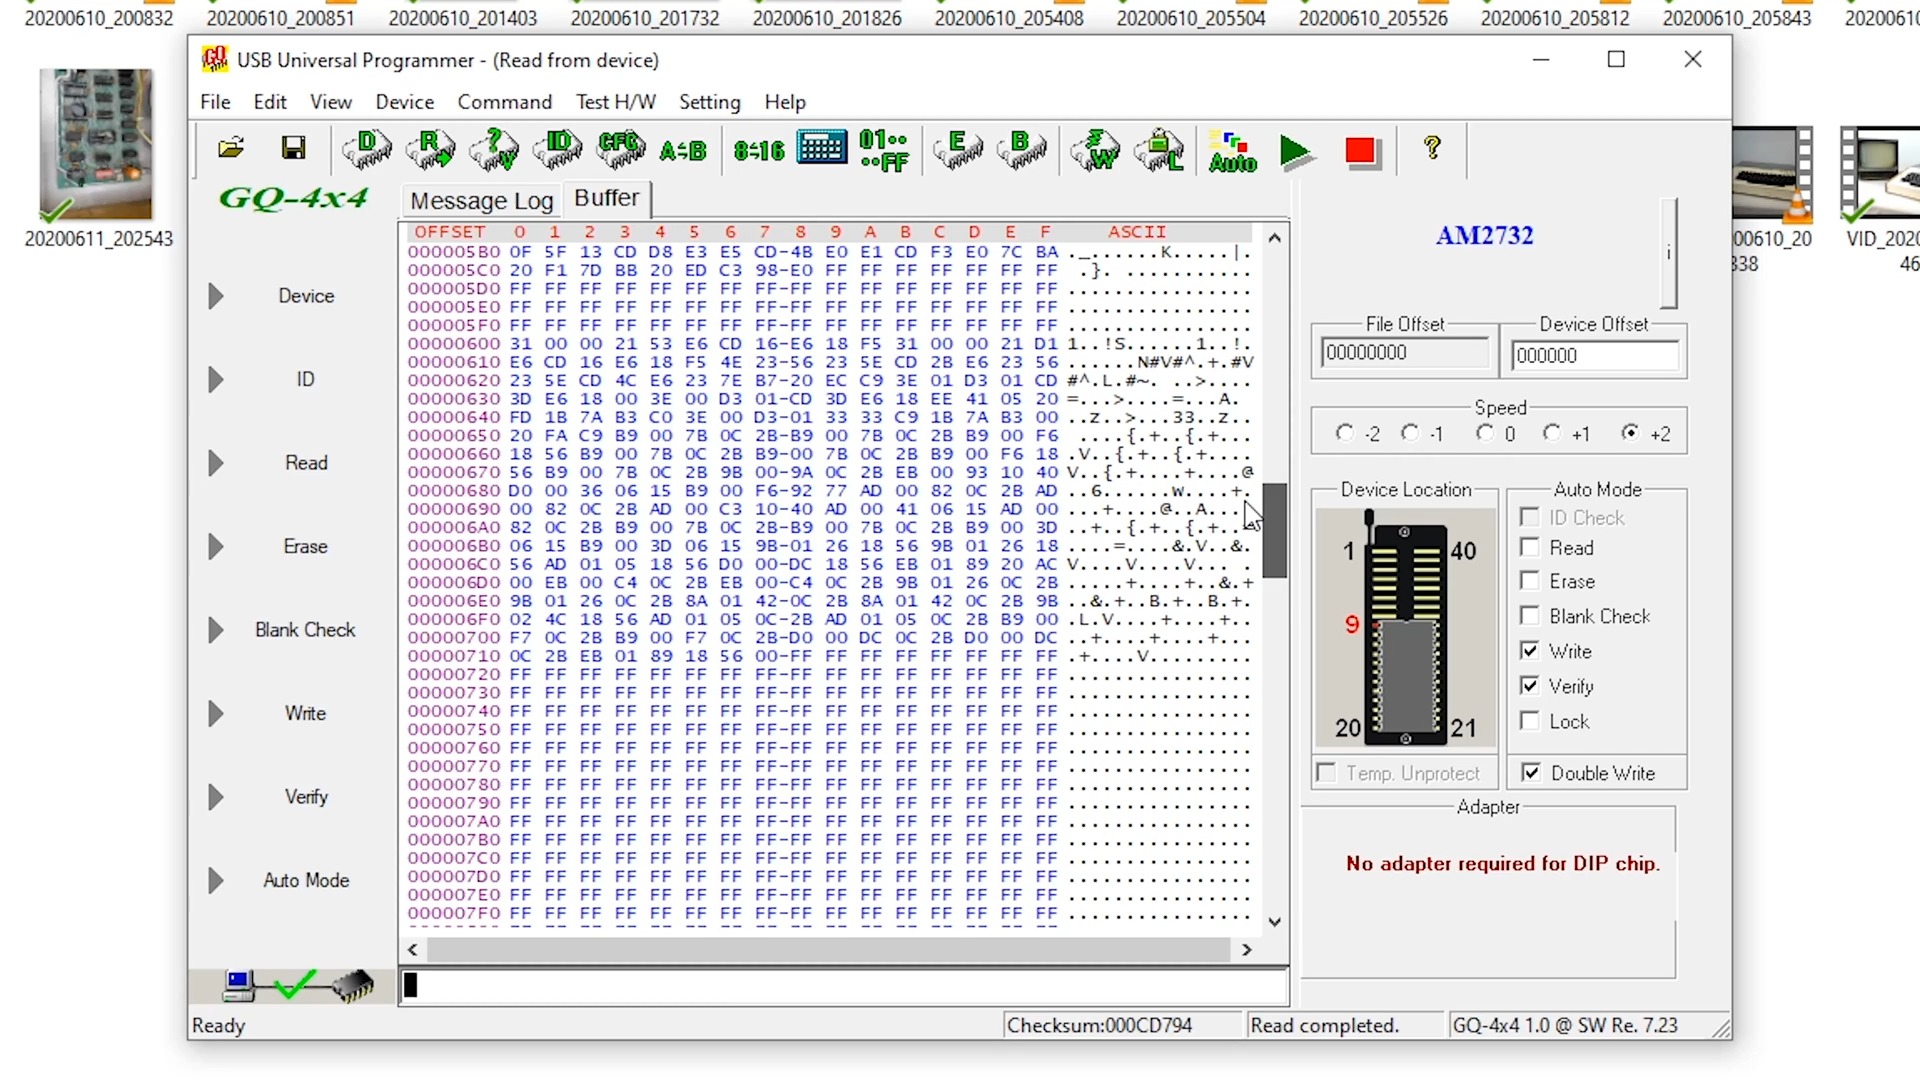 20200610_200832 20200610_200851 20200610_201403 20200610_201732 20200610_201826 20200610_205408 20200610_205504 20200610_205526 20200610_205812 20200610_205843
USB Universal Programmer - (Read from device)
File Edit View Device Command Test H/W Setting Help
D R ? V ID CFG A÷B 8÷16 01.. ..FF E B W L Auto ?
GQ-4x4
Message Log Buffer
OFFSET 0 1 2 3 4 5 6 7 8 9 A B C D E F ASCII
000005B0 0F 5F 13 CD D8 E3 E5 CD-4B E0 E1 CD F3 E0 7C BA ._......K.....|.
000005C0 20 F1 7D BB 20 ED C3 98-E0 FF FF FF FF FF FF FF .}. ...........
000005D0 FF FF FF FF FF FF FF FF-FF FF FF FF FF FF FF FF ................
000005E0 FF FF FF FF FF FF FF FF-FF FF FF FF FF FF FF FF ................
000005F0 FF FF FF FF FF FF FF FF-FF FF FF FF FF FF FF FF ................
00000600 31 00 00 21 53 E6 CD 16-E6 18 F5 31 00 00 21 D1 1..!S......1..!.
00000610 E6 CD 16 E6 18 F5 4E 23-56 23 5E CD 2B E6 23 56 ......N#V#^.+.#V
00000620 23 5E CD 4C E6 23 7E B7-20 EC C9 3E 01 D3 01 CD #^.L.#~. ..>....
00000630 3D E6 18 00 3E 00 D3 01-CD 3D E6 18 EE 41 05 20 =...>....=...A.
00000640 FD 1B 7A B3 C0 3E 00 D3-01 33 33 C9 1B 7A B3 00 ..z..>...33..z..
00000650 20 FA C9 B9 00 7B 0C 2B-B9 00 7B 0C 2B B9 00 F6 ....{.+..{.+...
00000660 18 56 B9 00 7B 0C 2B B9-00 7B 0C 2B B9 00 F6 18 .V..{.+..{.+....
00000670 56 B9 00 7B 0C 2B 9B 00-9A 0C 2B EB 00 93 10 40 V..{.+....+....@
00000680 D0 00 36 06 15 B9 00 F6-92 77 AD 00 82 0C 2B AD ..6......w....+.
00000690 00 82 0C 2B AD 00 C3 10-40 AD 00 41 06 15 AD 00 ...+....@..A....
000006A0 82 0C 2B B9 00 7B 0C 2B-B9 00 7B 0C 2B B9 00 3D ..+..{.+..{.+..=
000006B0 06 15 B9 00 3D 06 15 9B-01 26 18 56 9B 01 26 18 ....=....&.V..&.
000006C0 56 AD 01 05 18 56 D0 00-DC 18 56 EB 01 89 20 AC V....V....V... .
000006D0 00 EB 00 C4 0C 2B EB 00-C4 0C 2B 9B 01 26 0C 2B .....+....+..&.+
000006E0 9B 01 26 0C 2B 8A 01 42-0C 2B 8A 01 42 0C 2B 9B ..&.+..B.+..B.+.
000006F0 02 4C 18 56 AD 01 05 0C-2B AD 01 05 0C 2B B9 00 .L.V....+....+..
00000700 F7 0C 2B B9 00 F7 0C 2B-D0 00 DC 0C 2B D0 00 DC ..+....+....+...
00000710 0C 2B EB 01 89 18 56 00-FF FF FF FF FF FF FF FF .+....V.........
00000720 FF FF FF FF FF FF FF FF-FF FF FF FF FF FF FF FF ................
00000730 FF FF FF FF FF FF FF FF-FF FF FF FF FF FF FF FF ................
00000740 FF FF FF FF FF FF FF FF-FF FF FF FF FF FF FF FF ................
00000750 FF FF FF FF FF FF FF FF-FF FF FF FF FF FF FF FF ................
00000760 FF FF FF FF FF FF FF FF-FF FF FF FF FF FF FF FF ................
00000770 FF FF FF FF FF FF FF FF-FF FF FF FF FF FF FF FF ................
00000780 FF FF FF FF FF FF FF FF-FF FF FF FF FF FF FF FF ................
00000790 FF FF FF FF FF FF FF FF-FF FF FF FF FF FF FF FF ................
000007A0 FF FF FF FF FF FF FF FF-FF FF FF FF FF FF FF FF ................
000007B0 FF FF FF FF FF FF FF FF-FF FF FF FF FF FF FF FF ................
000007C0 FF FF FF FF FF FF FF FF-FF FF FF FF FF FF FF FF ................
000007D0 FF FF FF FF FF FF FF FF-FF FF FF FF FF FF FF FF ................
000007E0 FF FF FF FF FF FF FF FF-FF FF FF FF FF FF FF FF ................
000007F0 FF FF FF FF FF FF FF FF-FF FF FF FF FF FF FF FF ................
Device
ID
Read
Erase
Blank Check
Write
Verify
Auto Mode
AM2732
i
File Offset Device Offset
00000000 000000
Speed
-2 -1 0 +1 +2
Device Location
1 40
9
20 21
Temp. Unprotect
Auto Mode
ID Check
Read
Erase
Blank Check
Write
Verify
Lock
Double Write
Adapter
No adapter required for DIP chip.
Ready Checksum:000CD794 Read completed. GQ-4x4 1.0 @ SW Re. 7.23
20200611_202543